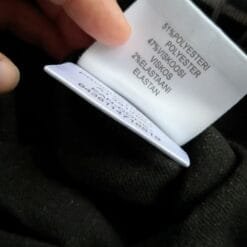 51%POLYESTERI
POLYESTER
47%VISKOOSI
VISKOS
2%ELASTAANI
ELASTAN